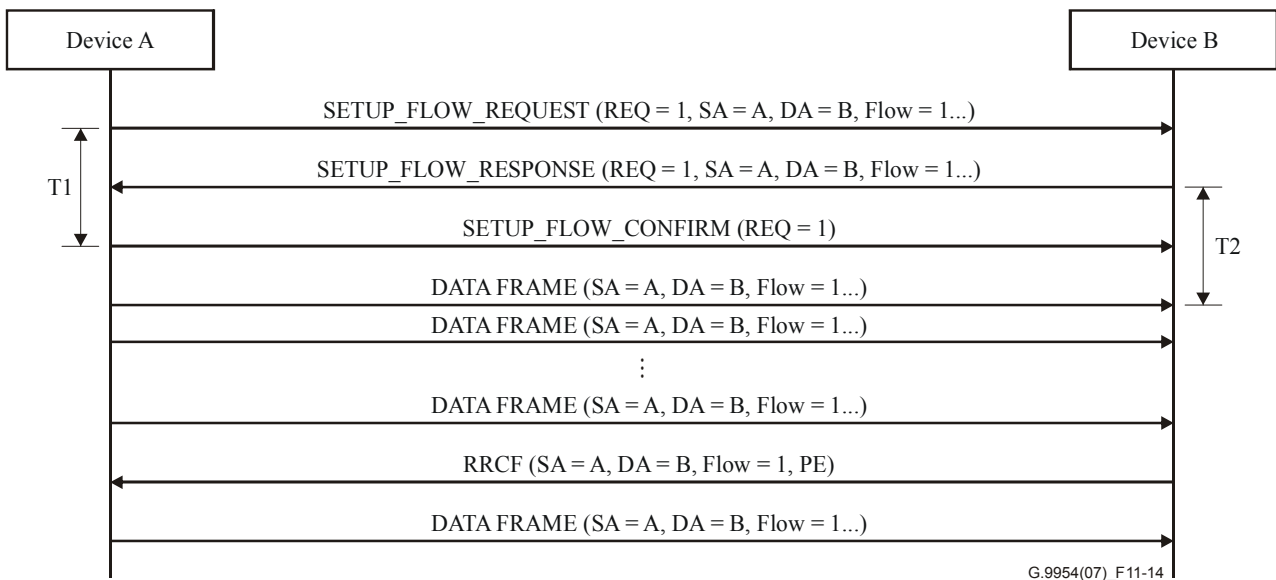 Device A
Device B
SETUP_FLOW_REQUEST (REQ = 1, SA = A, DA = B, Flow = 1...)
SETUP_FLOW_RESPONSE (REQ = 1, SA = A, DA = B, Flow = 1...)
T1
SETUP_FLOW_CONFIRM (REQ = 1)
T2
DATA FRAME (SA = A, DA = B, Flow = 1...)
DATA FRAME (SA = A, DA = B, Flow = 1...)
⋮
DATA FRAME (SA = A, DA = B, Flow = 1...)
RRCF (SA = A, DA = B, Flow = 1, PE)
DATA FRAME (SA = A, DA = B, Flow = 1...)
G.9954(07)_F11-14